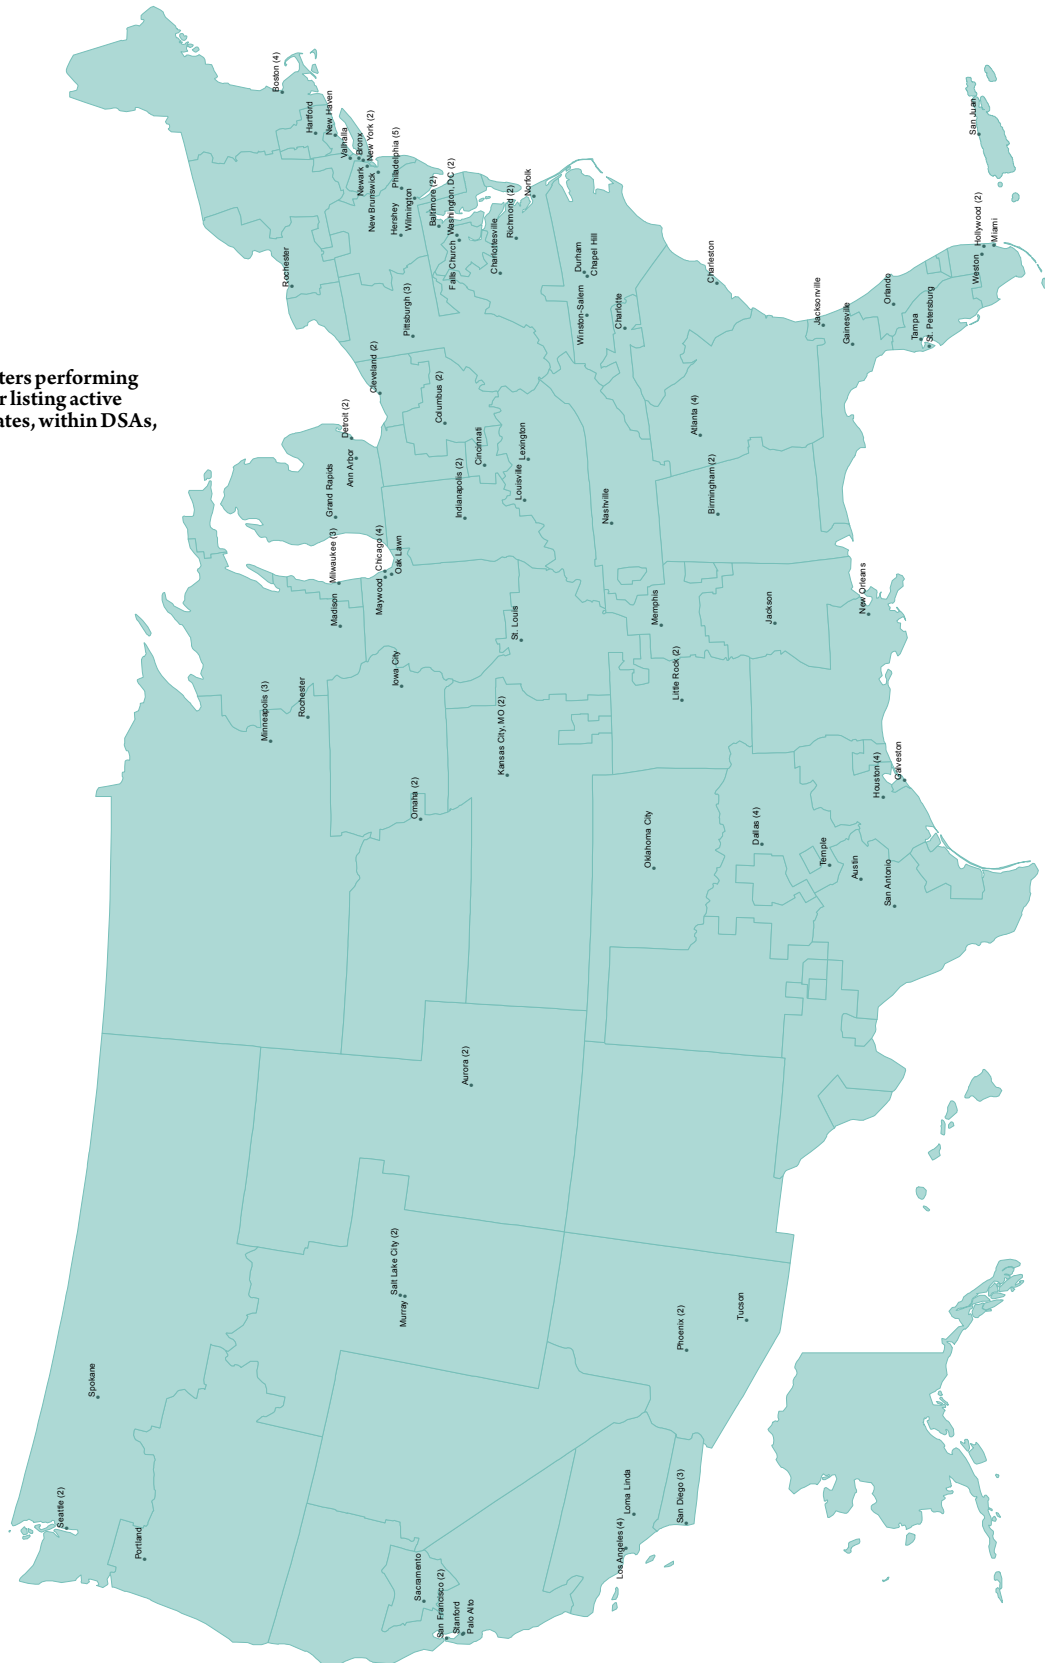 ters performing
r listing active
ates, within DSAs,
Boston (4)
Hartford
New Haven
Valhalla
Bronx
New York (2)
Newark
New Brunswick
Philadelphia (5)
Hershey
Wilmington
Baltimore (2)
Washington, DC (2)
Falls Church
Charlottesville
Richmond (2)
Norfolk
Rochester
Pittsburgh (3)
Durham
Chapel Hill
Winston-Salem
Charlotte
Charleston
San Juan
Hollywood (2)
Miami
Weston
Orlando
Jacksonville
Gainesville
Tampa
St. Petersburg
Cleveland (2)
Columbus (2)
Detroit (2)
Ann Arbor
Grand Rapids
Cincinnati
Indianapolis (2)
Lexington
Louisville
Atlanta (4)
Birmingham (2)
Nashville
Milwaukee (3)
Madison
Chicago (4)
Maywood
Oak Lawn
St. Louis
Memphis
Jackson
New Orleans
Iowa City
Little Rock (2)
Minneapolis (3)
Rochester
Kansas City, MO (2)
Omaha (2)
Oklahoma City
Dallas (4)
Houston (4)
Galveston
Temple
Austin
San Antonio
Aurora (2)
Salt Lake City (2)
Murray
Phoenix (2)
Tucson
Spokane
Seattle (2)
Portland
Sacramento
San Francisco (2)
Stanford
Palo Alto
Los Angeles (4)
Loma Linda
San Diego (3)